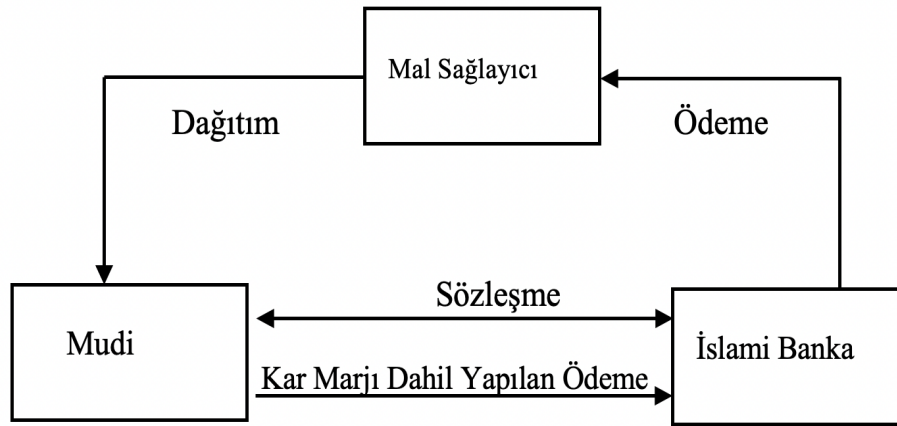 Mal Sağlayıcı
Dağıtım
Ödeme
Sözleşme
Mudi
İslami Banka
Kar Marjı Dahil Yapılan Ödeme